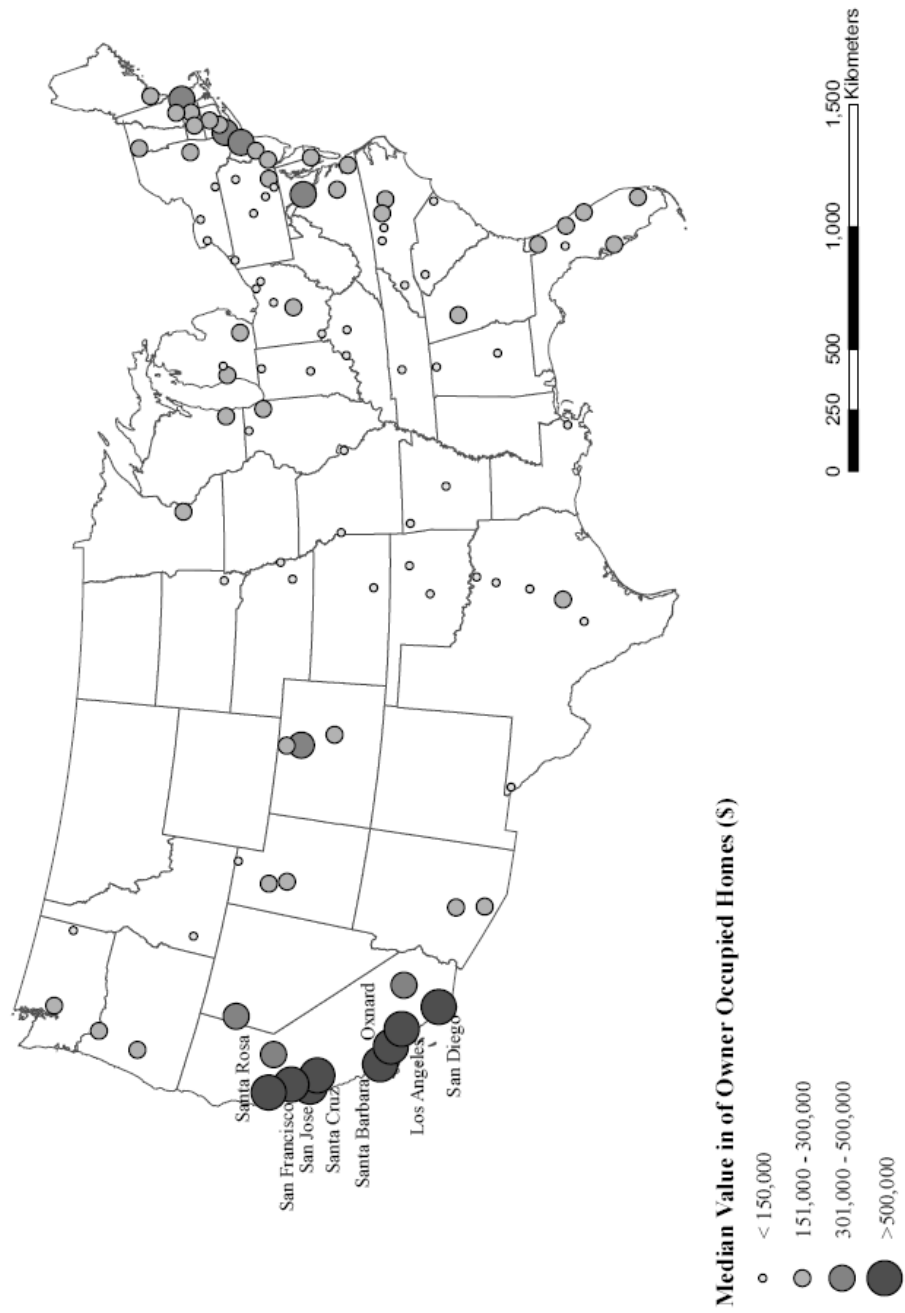 Santa Rosa
San Francisco
San Jose
Santa Cruz
Santa Barbara
Oxnard
Los Angeles
San Diego
Median Value in of Owner Occupied Homes ($)
< 150,000
151,000 - 300,000
301,000 - 500,000
>500,000
0 250 500 1,000 1,500
Kilometers